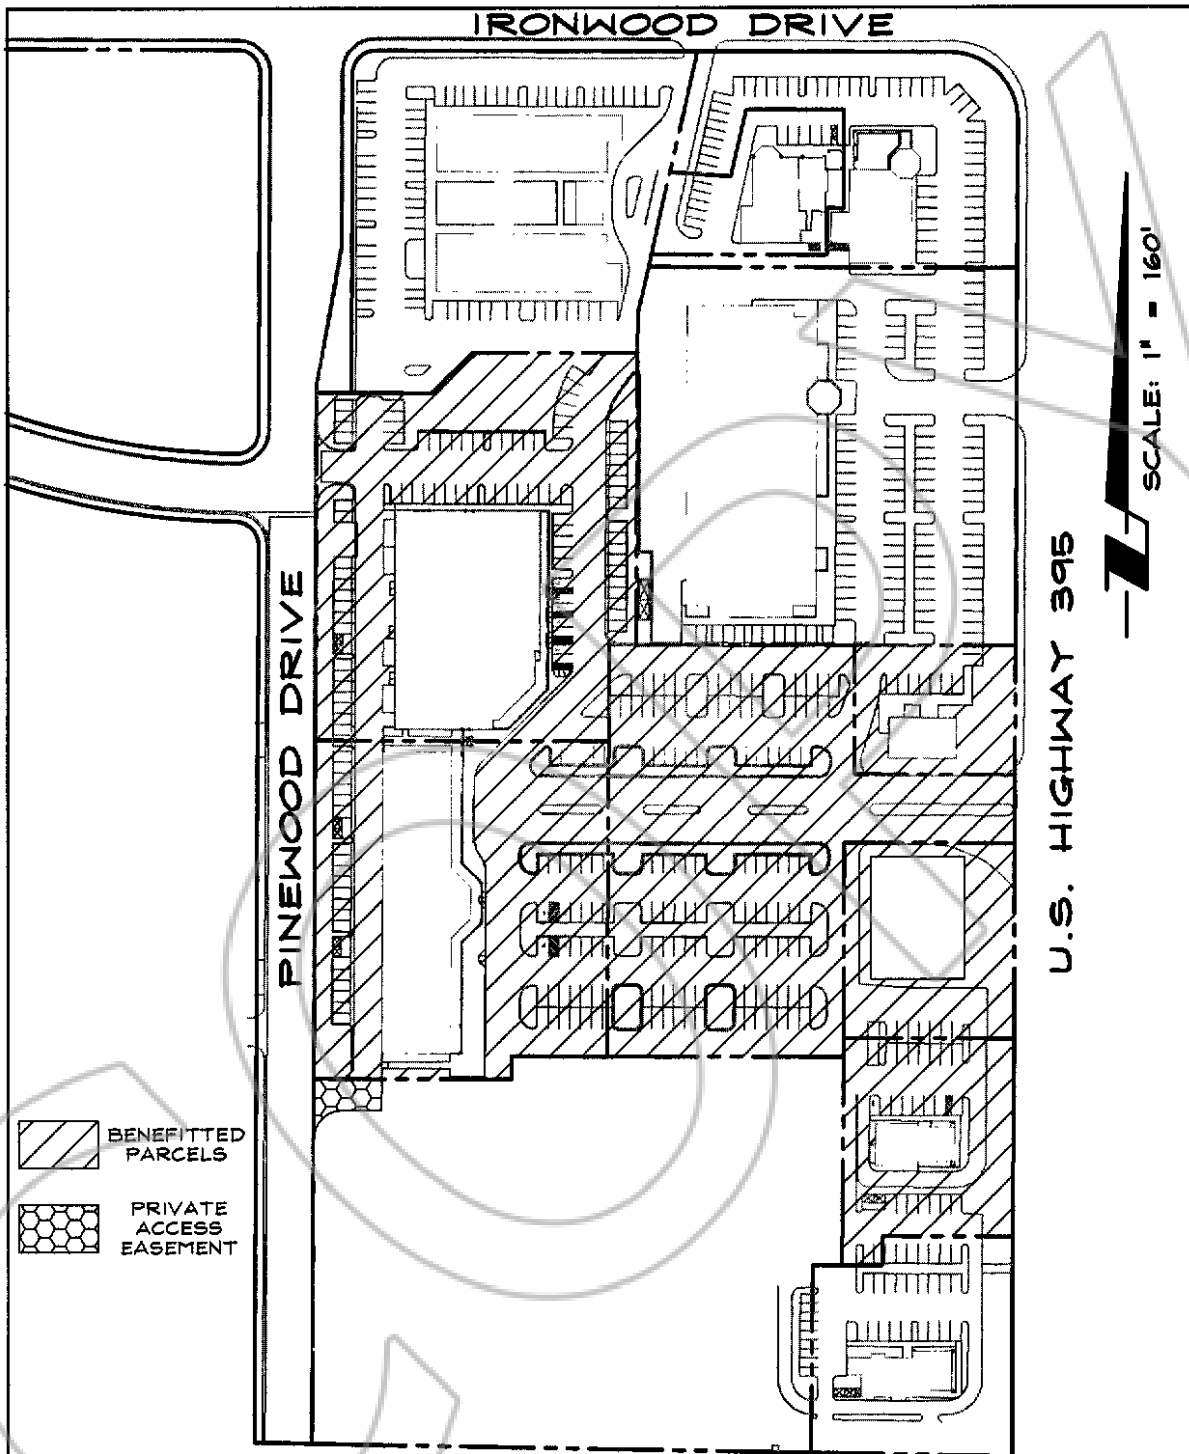 IRONWOOD DRIVE
SCALE: 1" = 160'
PINEWOOD DRIVE
U.S. HIGHWAY 395
BENEFITTED
PARCELS
PRIVATE
ACCESS
EASEMENT